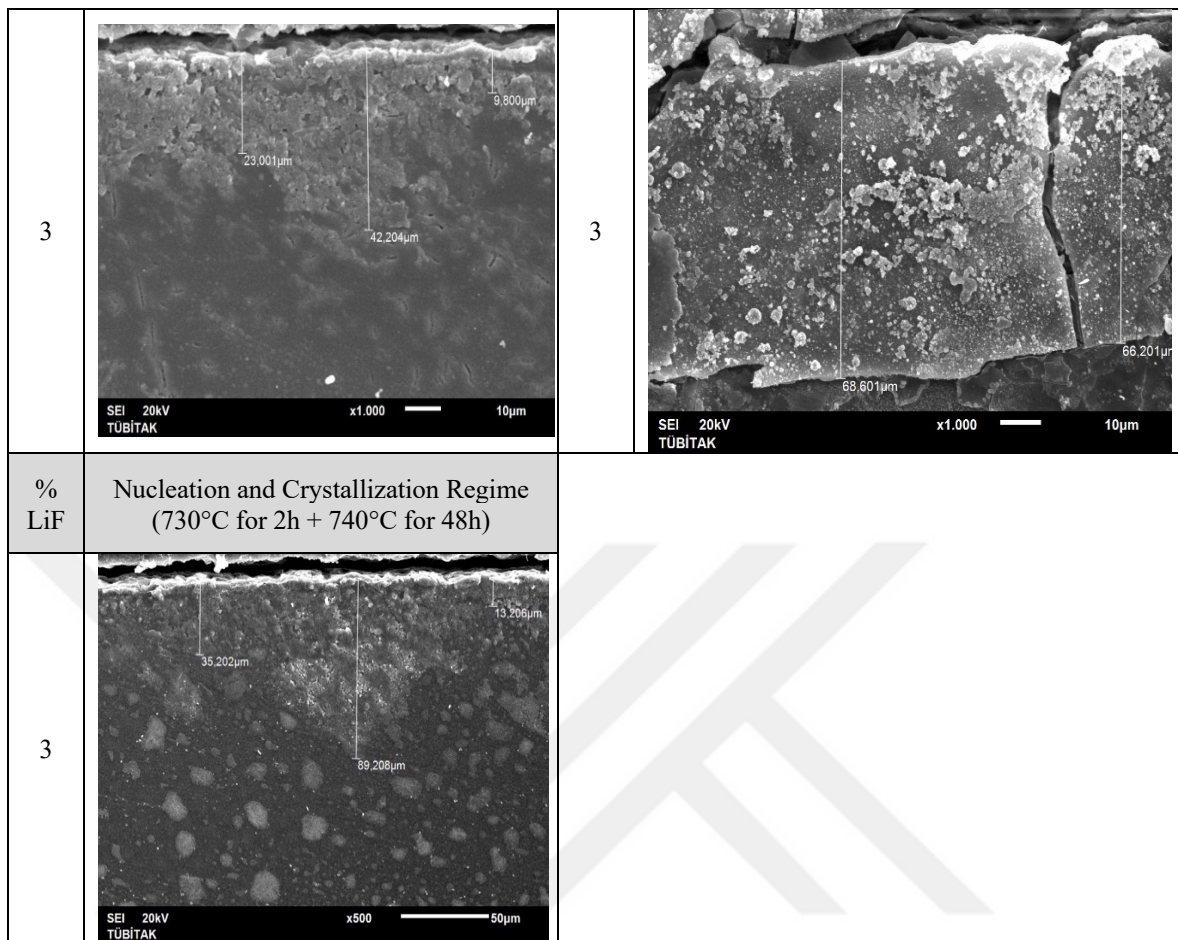 3
23,001µm
42,204µm
9,800µm
SEI 20kV x1.000 10µm
TÜBİTAK
3
68,601µm
66,201µm
SEI 20kV x1.000 10µm
TÜBİTAK
%
LiF
Nucleation and Crystallization Regime
(730°C for 2h + 740°C for 48h)
3
35,202µm
89,208µm
13,206µm
SEI 20kV x500 50µm
TÜBİTAK